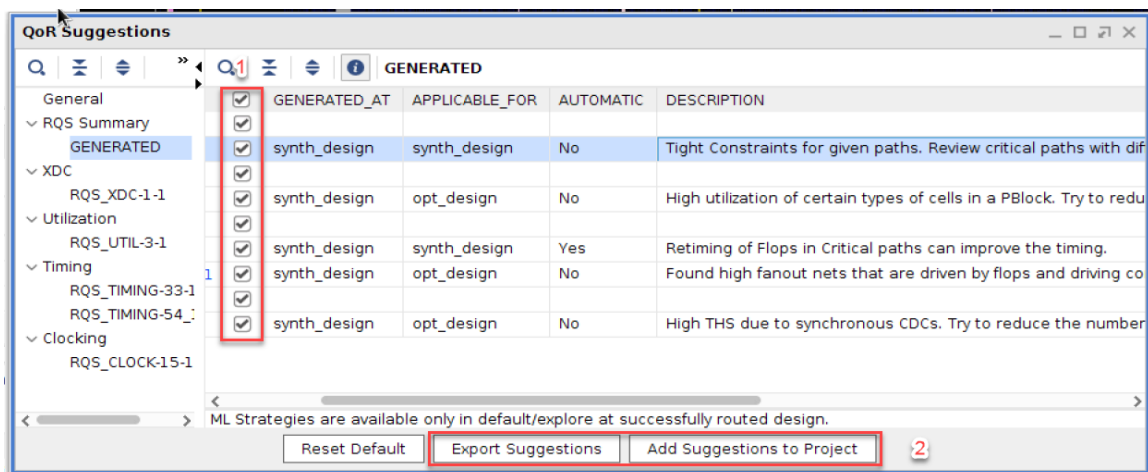 QoR Suggestions
»
1
GENERATED
General
RQS Summary
GENERATED
XDC
RQS_XDC-1-1
Utilization
RQS_UTIL-3-1
Timing
RQS_TIMING-33-1
RQS_TIMING-54_
Clocking
RQS_CLOCK-15-1
GENERATED_AT APPLICABLE_FOR AUTOMATIC DESCRIPTION
synth_design synth_design No Tight Constraints for given paths. Review critical paths with dif
synth_design opt_design No High utilization of certain types of cells in a PBlock. Try to redu
synth_design synth_design Yes Retiming of Flops in Critical paths can improve the timing.
1 synth_design opt_design No Found high fanout nets that are driven by flops and driving co
synth_design opt_design No High THS due to synchronous CDCs. Try to reduce the number
ML Strategies are available only in default/explore at successfully routed design.
Reset Default Export Suggestions Add Suggestions to Project 2